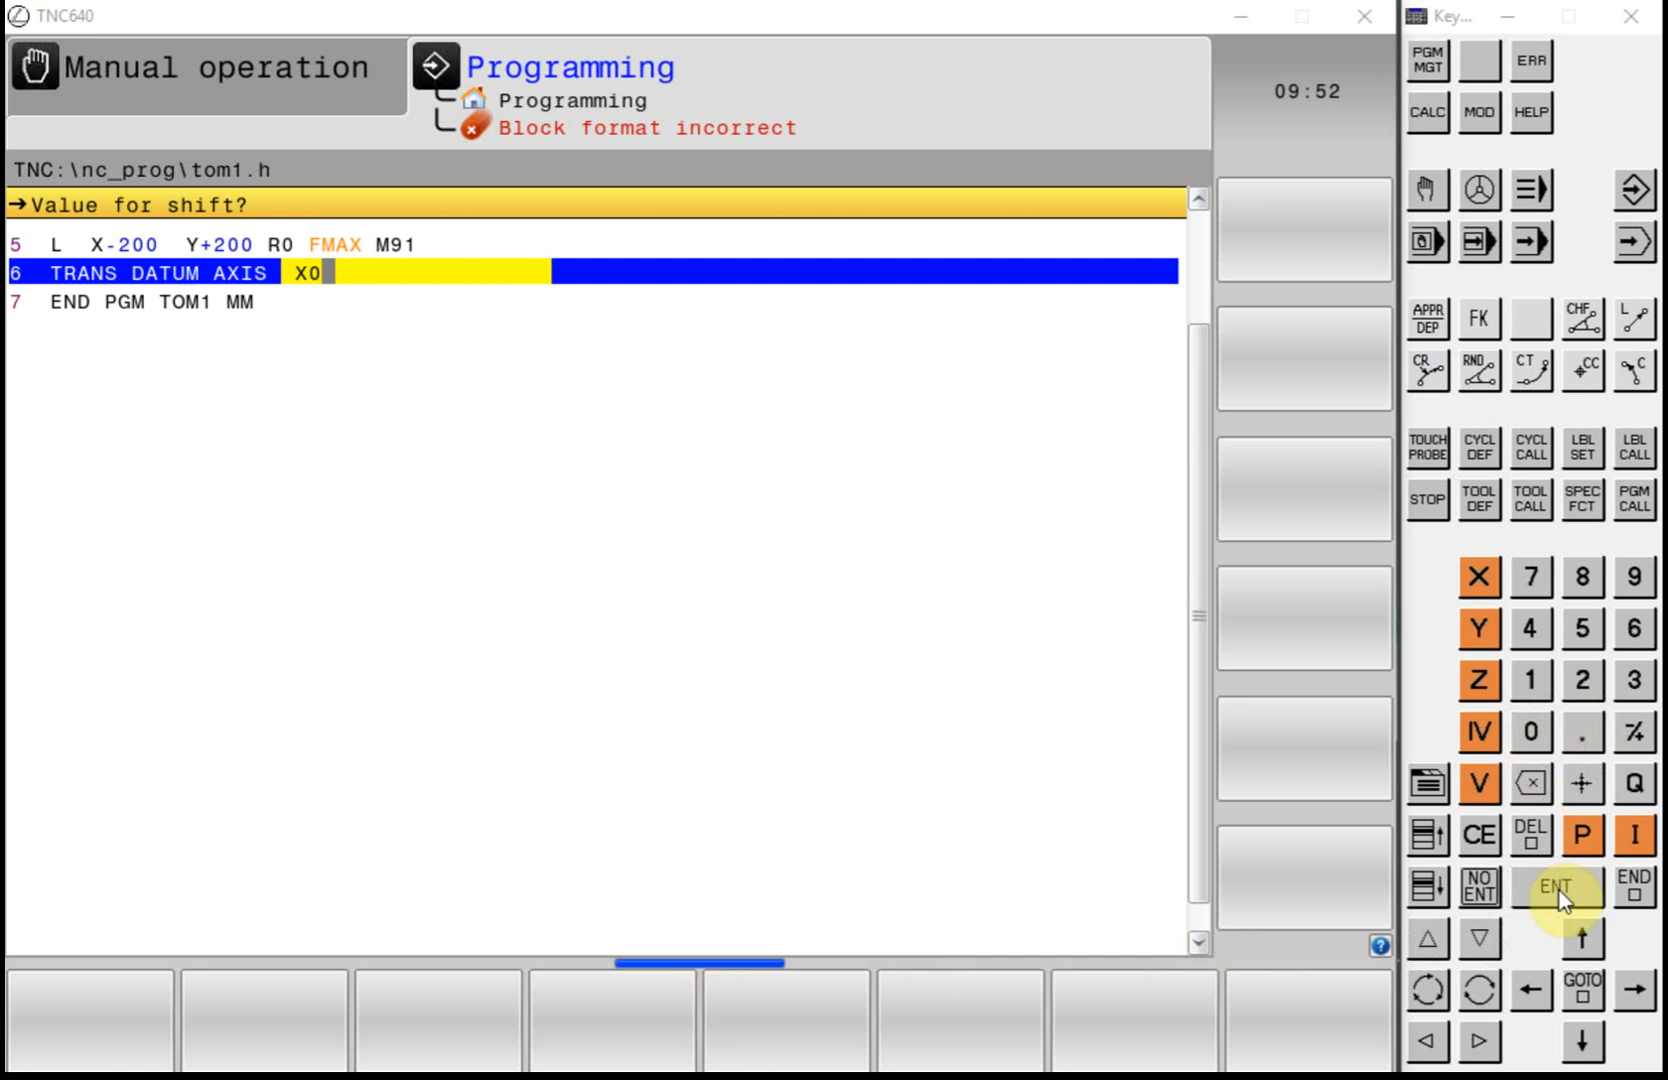 TNC640
Key...
Manual operation
Programming
Programming
Block format incorrect
09:52
TNC:\nc_prog\tom1.h
→Value for shift?
5 L X-200 Y+200 R0 FMAX M91
6 TRANS DATUM AXIS X0
7 END PGM TOM1 MM
PGM MGT
ERR
CALC
MOD
HELP
APPR DEP
FK
CHF
L
CR
RND
CT
CC
C
TOUCH PROBE
CYCL DEF
CYCL CALL
LBL SET
LBL CALL
STOP
TOOL DEF
TOOL CALL
SPEC FCT
PGM CALL
X 7 8 9
Y 4 5 6
Z 1 2 3
IV 0 . -/+
V Q
CE DEL P I
NO ENT
ENT
END
GOTO